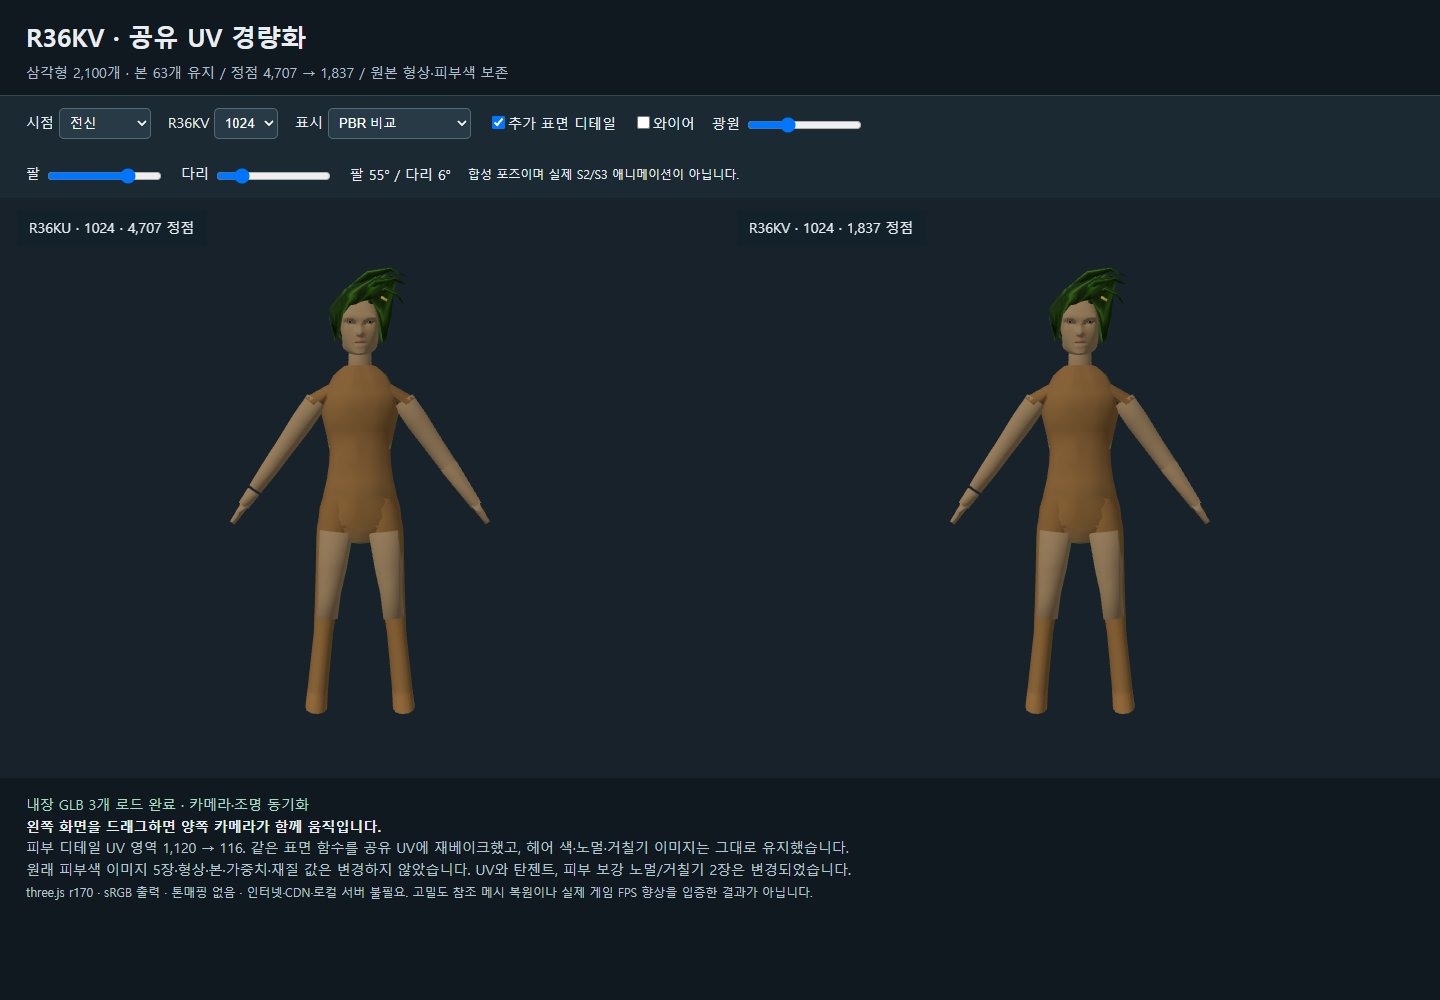 R36KV · 공유 UV 경량화
삼각형 2,100개 · 본 63개 유지 / 정점 4,707 → 1,837 / 원본 형상·피부색 보존
시점 전신 R36KV 1024 표시 PBR 비교 추가 표면 디테일 와이어 광원
팔 다리 팔 55° / 다리 6° 합성 포즈이며 실제 S2/S3 애니메이션이 아닙니다.
R36KU · 1024 · 4,707 정점
R36KV · 1024 · 1,837 정점
내장 GLB 3개 로드 완료 · 카메라·조명 동기화
왼쪽 화면을 드래그하면 양쪽 카메라가 함께 움직입니다.
피부 디테일 UV 영역 1,120 → 116. 같은 표면 함수를 공유 UV에 재베이크했고, 헤어 색·노멀·거칠기 이미지는 그대로 유지했습니다.
원래 피부색 이미지 5장·형상·본·가중치·재질 값은 변경하지 않았습니다. UV와 탄젠트, 피부 보강 노멀/거칠기 2장은 변경되었습니다.
three.js r170 · sRGB 출력 · 톤매핑 없음 · 인터넷·CDN·로컬 서버 불필요. 고밀도 참조 메시 복원이나 실제 게임 FPS 향상을 입증한 결과가 아닙니다.